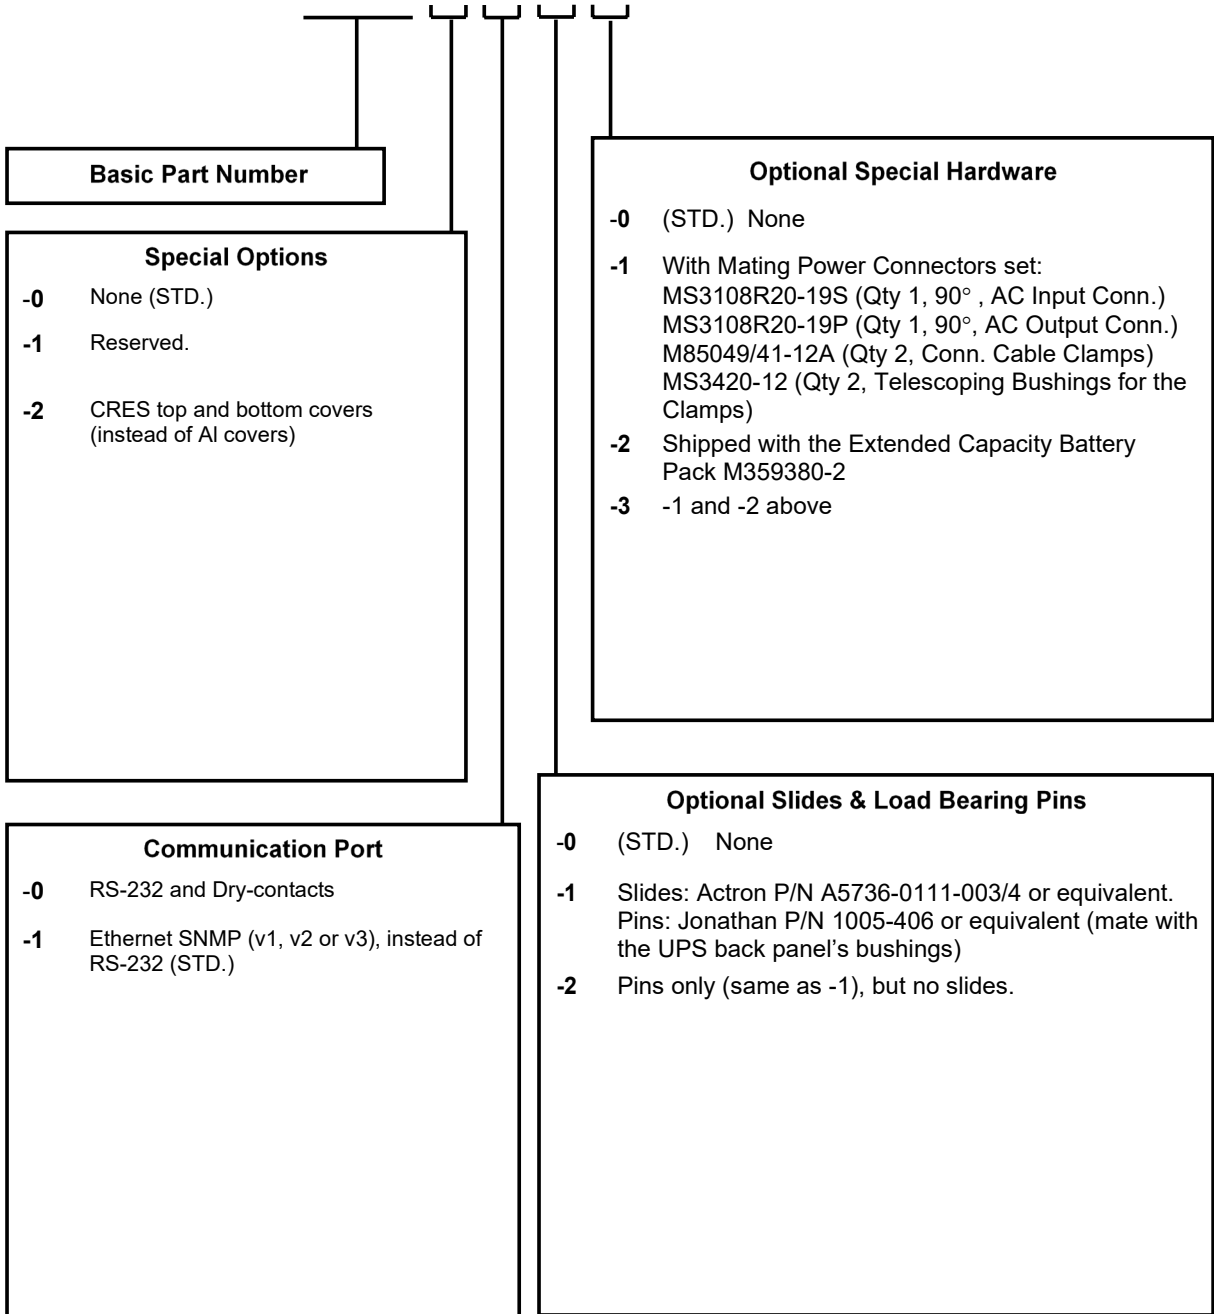 Basic Part Number
Special Options
-0 None (STD.)
-1 Reserved.
-2 CRES top and bottom covers
(instead of Al covers)
Communication Port
-0 RS-232 and Dry-contacts
-1 Ethernet SNMP (v1, v2 or v3), instead of
RS-232 (STD.)
Optional Special Hardware
-0 (STD.) None
-1 With Mating Power Connectors set:
MS3108R20-19S (Qty 1, 90° , AC Input Conn.)
MS3108R20-19P (Qty 1, 90°, AC Output Conn.)
M85049/41-12A (Qty 2, Conn. Cable Clamps)
MS3420-12 (Qty 2, Telescoping Bushings for the
Clamps)
-2 Shipped with the Extended Capacity Battery
Pack M359380-2
-3 -1 and -2 above
Optional Slides & Load Bearing Pins
-0 (STD.) None
-1 Slides: Actron P/N A5736-0111-003/4 or equivalent.
Pins: Jonathan P/N 1005-406 or equivalent (mate with
the UPS back panel's bushings)
-2 Pins only (same as -1), but no slides.